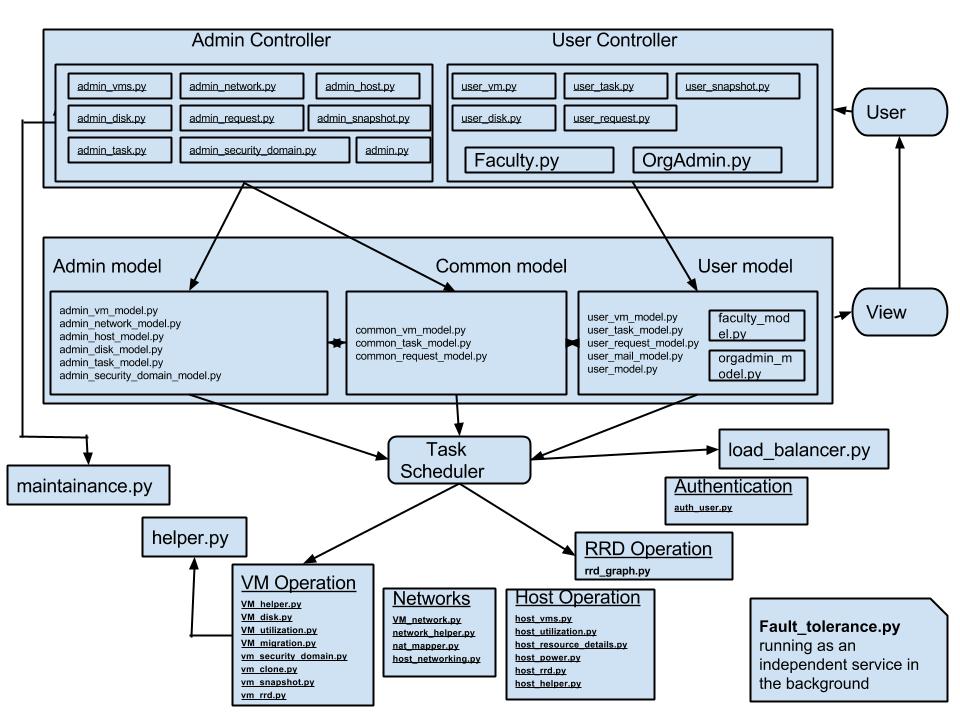 Admin Controller
User Controller
admin_vms.py
admin_network.py
admin_host.py
admin_disk.py
admin_request.py
admin_snapshot.py
admin_task.py
admin_security_domain.py
admin.py
user_vm.py
user_task.py
user_snapshot.py
user_disk.py
user_request.py
Faculty.py
OrgAdmin.py
User
Admin model
Common model
User model
admin_vm_model.py
admin_network_model.py
admin_host_model.py
admin_disk_model.py
admin_task_model.py
admin_security_domain_model.py
common_vm_model.py
common_task_model.py
common_request_model.py
user_vm_model.py
user_task_model.py
user_request_model.py
user_mail_model.py
user_model.py
faculty_mod
el.py
orgadmin_m
odel.py
View
Task
Scheduler
load_balancer.py
maintainance.py
Authentication
auth_user.py
helper.py
RRD Operation
rrd_graph.py
VM Operation
VM_helper.py
VM_disk.py
VM_utilization.py
VM_migration.py
vm_security_domain.py
vm_clone.py
vm_snapshot.py
vm_rrd.py
Networks
VM_network.py
network_helper.py
nat_mapper.py
host_networking.py
Host Operation
host_vms.py
host_utilization.py
host_resource_details.py
host_power.py
host_rrd.py
host_helper.py
Fault_tolerance.py
running as an
independent service in
the background